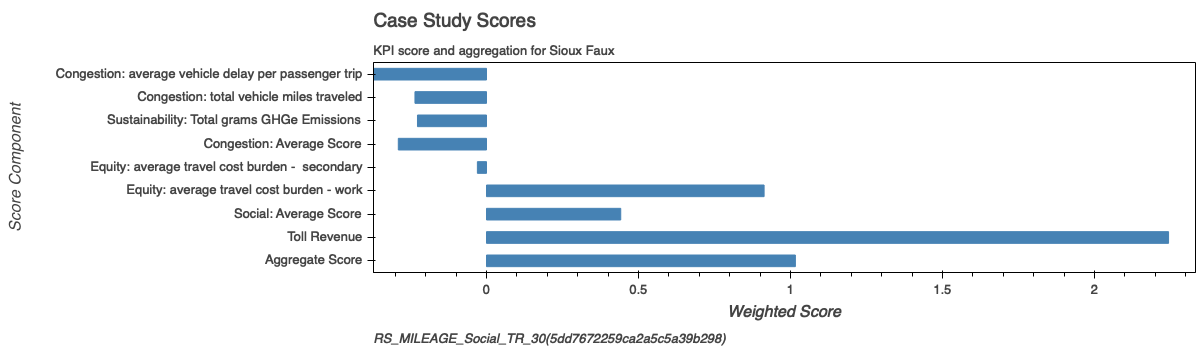 Case Study Scores
KPI score and aggregation for Sioux Faux
Score Component
Congestion: average vehicle delay per passenger trip
Congestion: total vehicle miles traveled
Sustainability: Total grams GHGe Emissions
Congestion: Average Score
Equity: average travel cost burden -  secondary
Equity: average travel cost burden - work
Social: Average Score
Toll Revenue
Aggregate Score
0 0.5 1 1.5 2
Weighted Score
RS_MILEAGE_Social_TR_30(5dd7672259ca2a5c5a39b298)